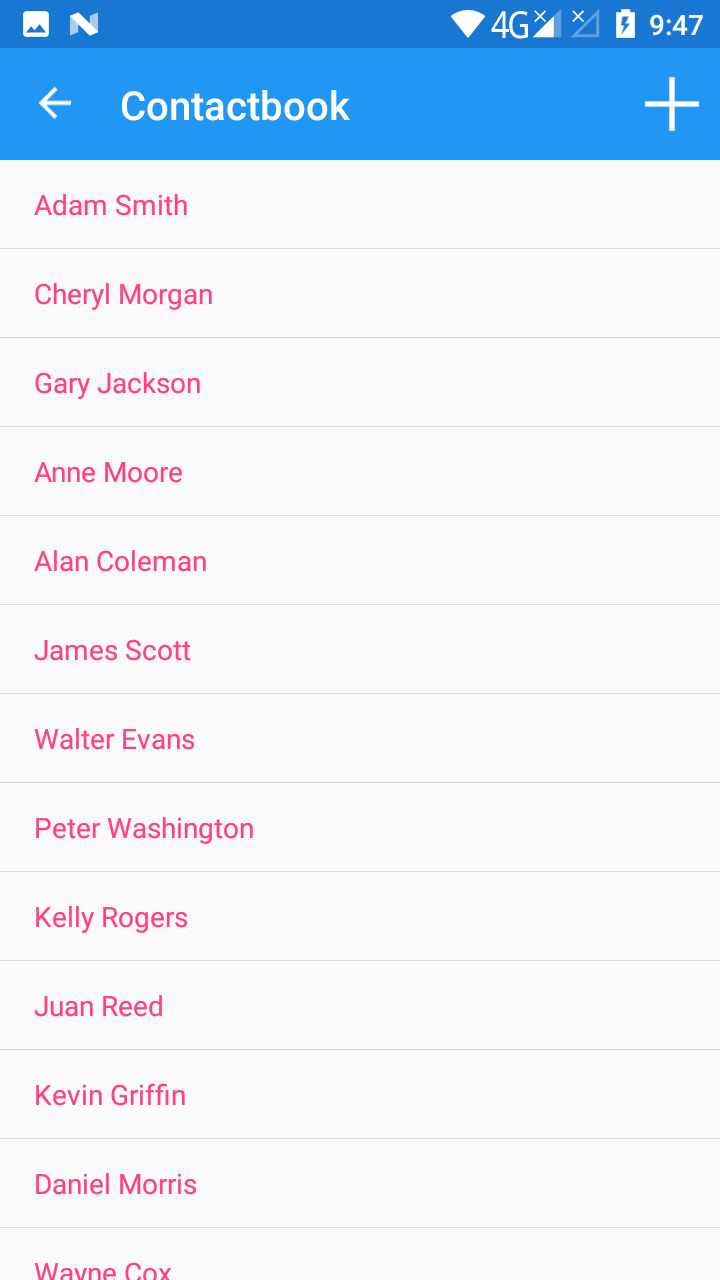 4G 9:47
Contactbook
Adam Smith
Cheryl Morgan
Gary Jackson
Anne Moore
Alan Coleman
James Scott
Walter Evans
Peter Washington
Kelly Rogers
Juan Reed
Kevin Griffin
Daniel Morris
Wayne Cox